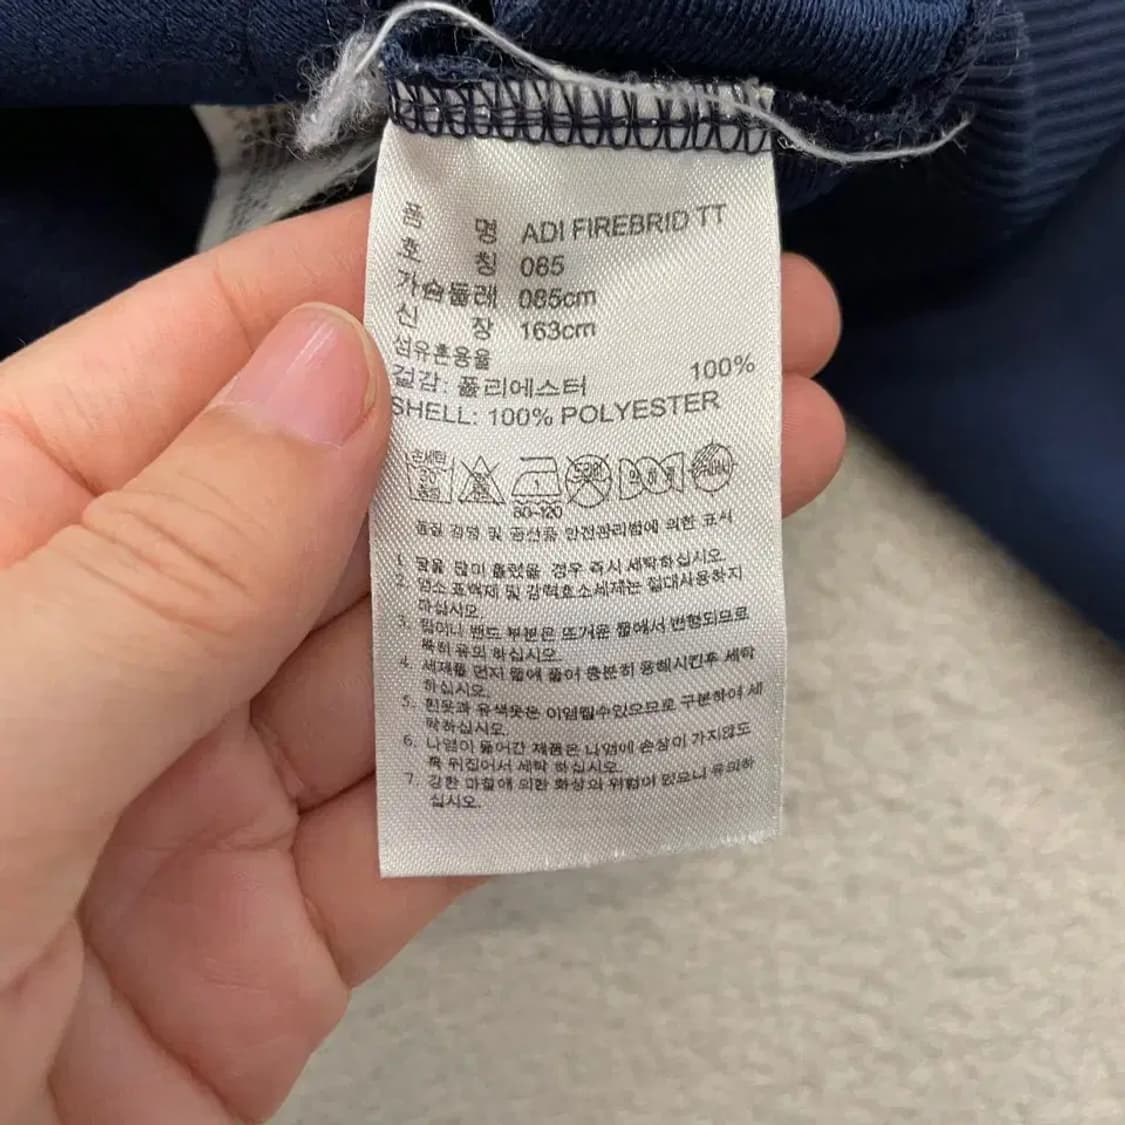 품 명 ADI FIREBRID TT
호 칭 085
가슴둘레 085cm
신 장 163cm
섬유혼용율
겉감: 폴리에스터 100%
SHELL: 100% POLYESTER
손세탁
80~120
품질 경영 및 공산품 안전관리법에 의한 표시
1. 땀을 많이 흘렸을 경우 즉시 세탁하십시오.
2. 염소 표백제 및 강력효소세제는 절대사용하지
마십시오.
3. 밴드 부분은 뜨거운 물에서 변형되므로
특히 유의 하십시오.
4. 세제를 먼저 물에 풀어 충분히 용해시킨후 세탁
하십시오.
5. 흰옷과 유색옷은 이염될수있으므로 구분하여 세
탁하십시오.
6. 나염이 들어간 제품은 나염에 손상이 가지않도
록 뒤집어서 세탁 하십시오.
7. 강한 마찰에 의한 화상의 위험이 있으니 유의하
십시오.